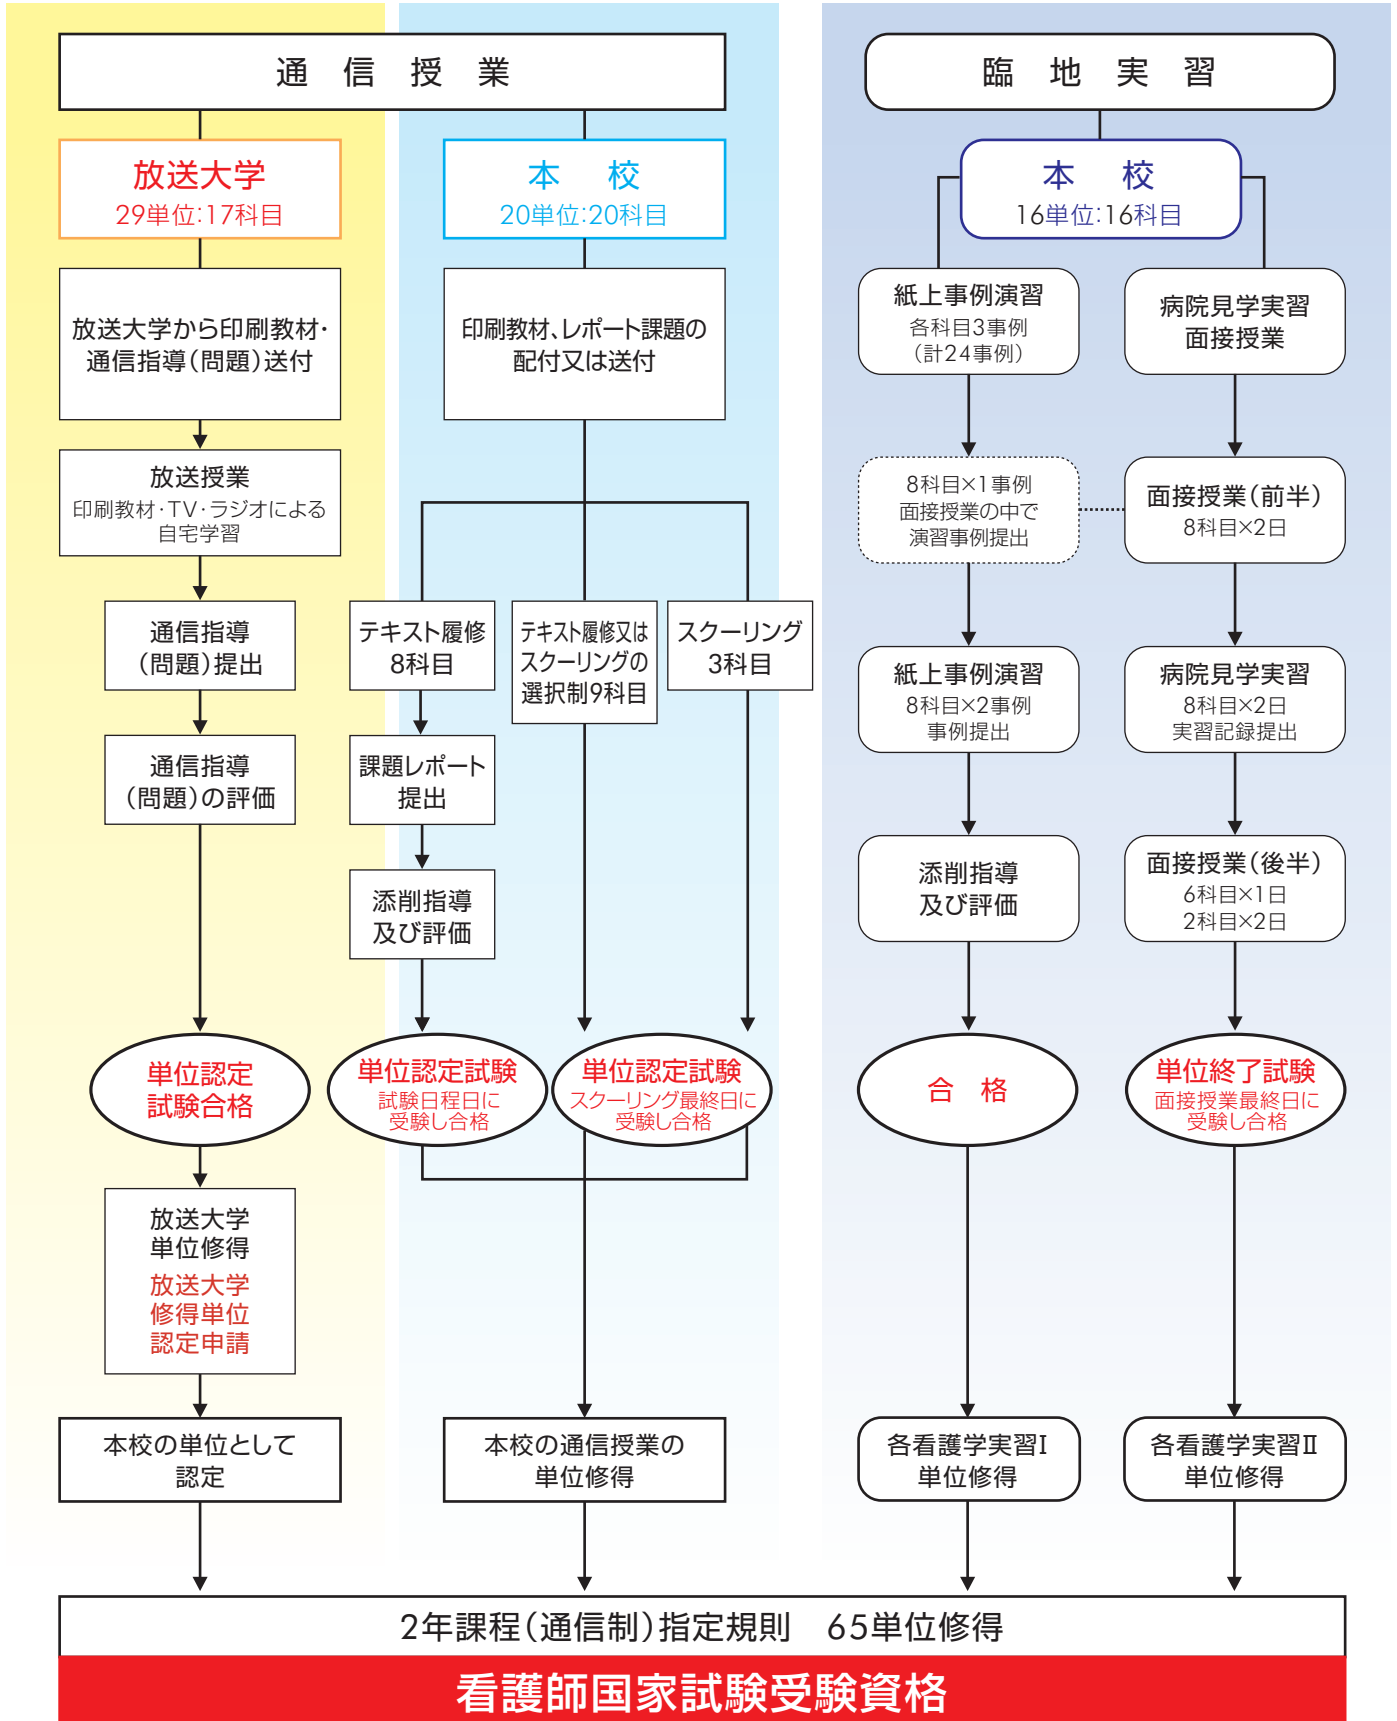 通信授業
放送大学
29単位:17科目
放送大学から印刷教材・
通信指導(問題)送付
放送授業
印刷教材・TV・ラジオによる
自宅学習
通信指導
(問題)提出
通信指導
(問題)の評価
単位認定
試験合格
放送大学
単位修得
放送大学
修得単位
認定申請
本校の単位として
認定
本校
20単位:20科目
印刷教材、レポート課題の
配付又は送付
テキスト履修
8科目
課題レポート
提出
添削指導
及び評価
単位認定試験
試験日程日に
受験し合格
テキスト履修又は
スクーリングの
選択制9科目
スクーリング
3科目
単位認定試験
スクーリング最終日に
受験し合格
本校の通信授業の
単位修得
臨地実習
本校
16単位:16科目
紙上事例演習
各科目3事例
(計24事例)
8科目×1事例
面接授業の中で
演習事例提出
紙上事例演習
8科目×2事例
事例提出
添削指導
及び評価
合格
各看護学実習Ⅰ
単位修得
病院見学実習
面接授業
面接授業(前半)
8科目×2日
病院見学実習
8科目×2日
実習記録提出
面接授業(後半)
6科目×1日
2科目×2日
単位終了試験
面接授業最終日に
受験し合格
各看護学実習Ⅱ
単位修得
2年課程(通信制)指定規則 65単位修得
看護師国家試験受験資格